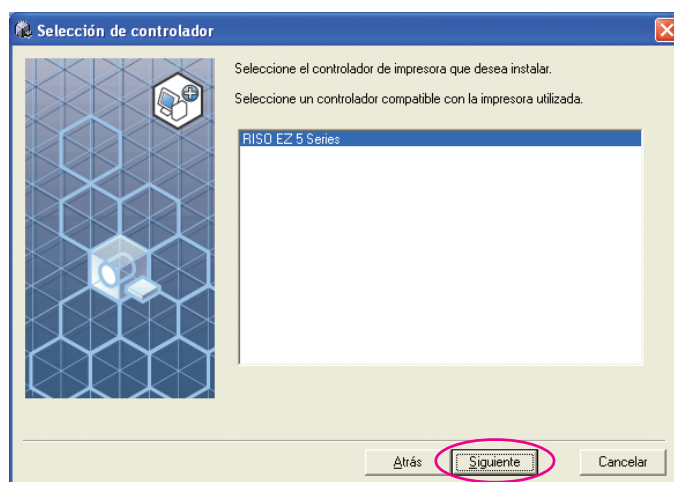 Selección de controlador
Seleccione el controlador de impresora que desea instalar.
Seleccione un controlador compatible con la impresora utilizada.
RISO EZ 5 Series
Atrás
Siguiente
Cancelar